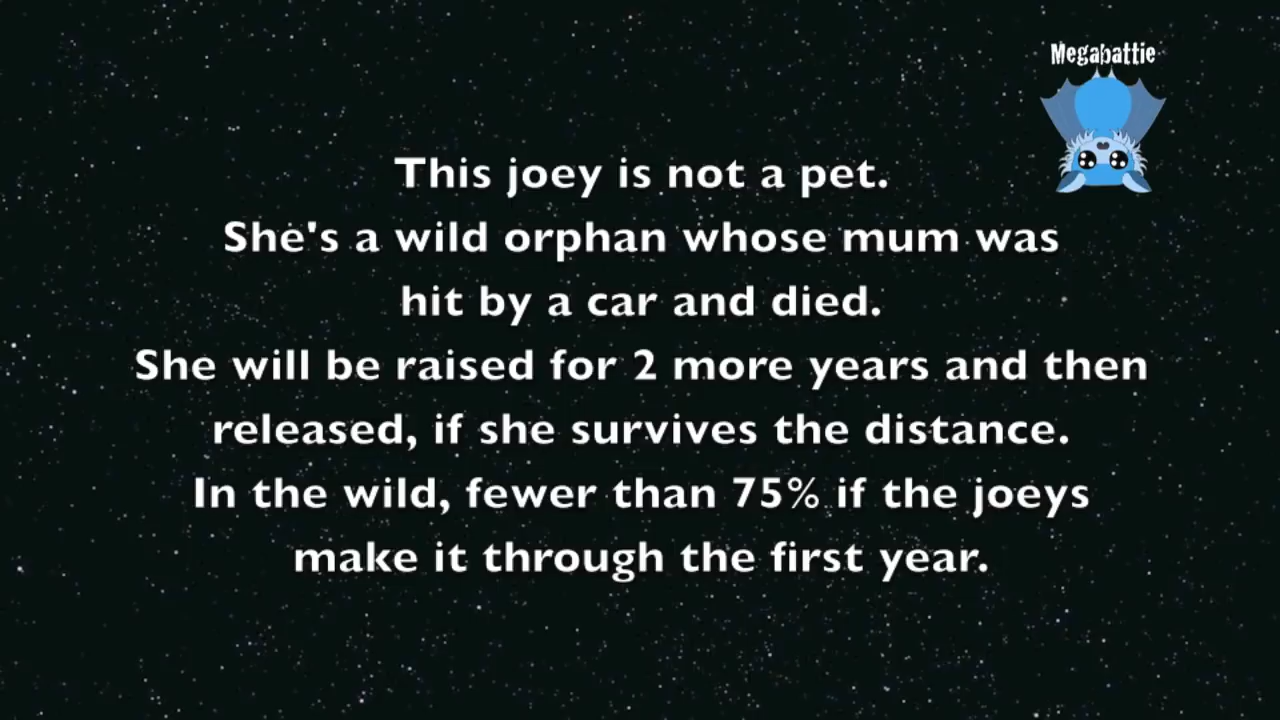 Megabattie
This joey is not a pet.
She's a wild orphan whose mum was
hit by a car and died.
She will be raised for 2 more years and then
released, if she survives the distance.
In the wild, fewer than 75% if the joeys
make it through the first year.